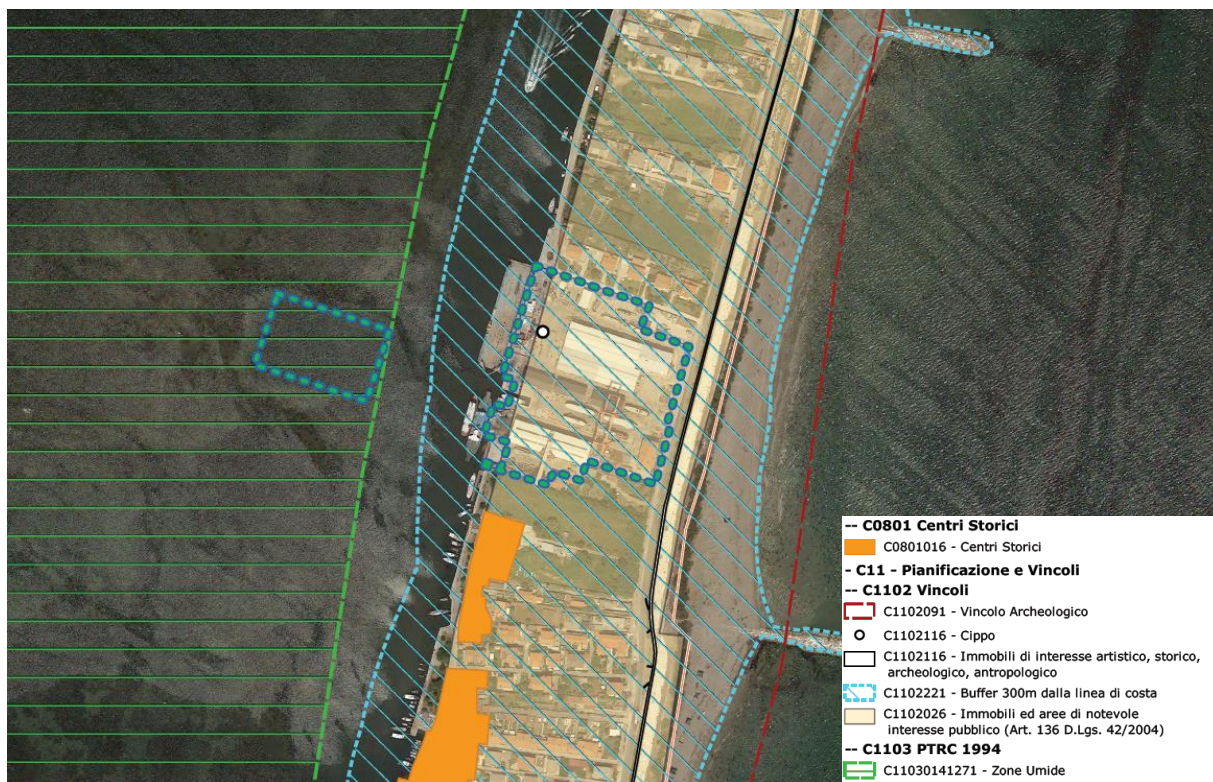 -- C0801 Centri Storici
C0801016 - Centri Storici
- C11 - Pianificazione e Vincoli
-- C1102 Vincoli
C1102091 - Vincolo Archeologico
C1102116 - Cippo
C1102116 - Immobili di interesse artistico, storico,
archeologico, antropologico
C1102221 - Buffer 300m dalla linea di costa
C1102026 - Immobili ed aree di notevole
interesse pubblico (Art. 136 D.Lgs. 42/2004)
-- C1103 PTRC 1994
C11030141271 - Zone Umide